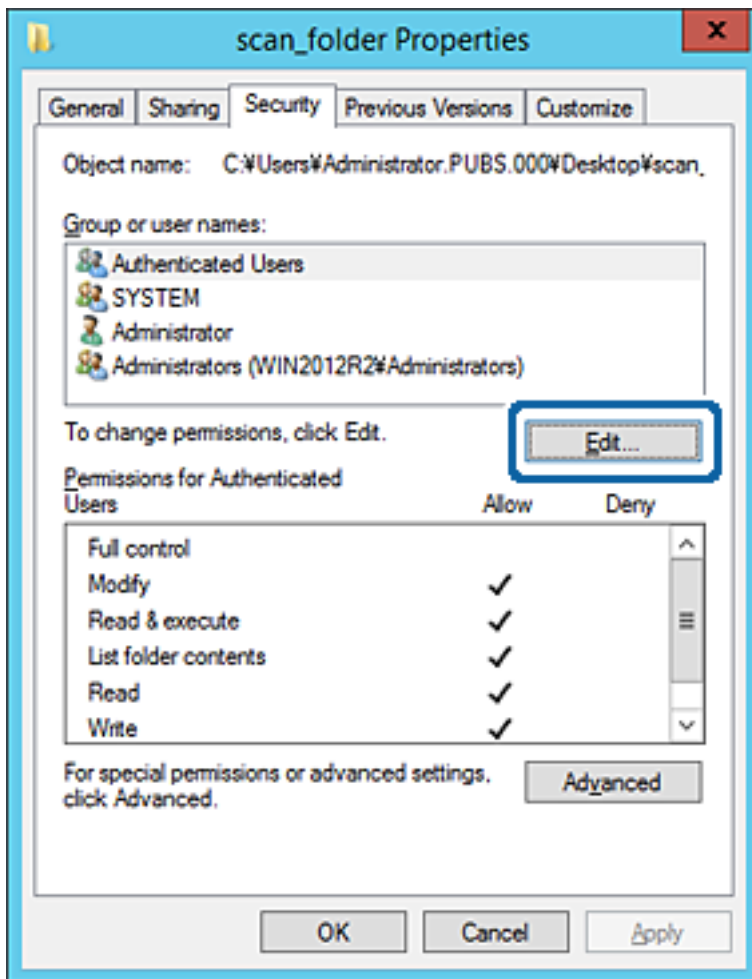 scan_folder Properties
x
General Sharing Security Previous Versions Customize
Object name: C:¥Users¥Administrator.PUBS.000¥Desktop¥scan_
Group or user names:
Authenticated Users
SYSTEM
Administrator
Administrators (WIN2012R2¥Administrators)
To change permissions, click Edit.
Edit...
Permissions for Authenticated
Users Allow Deny
Full control
Modify
Read & execute
List folder contents
Read
Write
For special permissions or advanced settings,
click Advanced.
Advanced
OK Cancel Apply